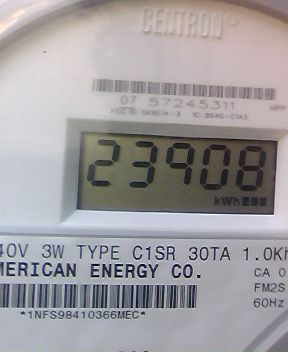 CENTRON
07 57245311
23908
kWh
40V 3W TYPE C1SR 30TA 1.0Kh
MERICAN ENERGY CO.
CA 0
FM2S
60Hz
*1NFS98410366MEC*